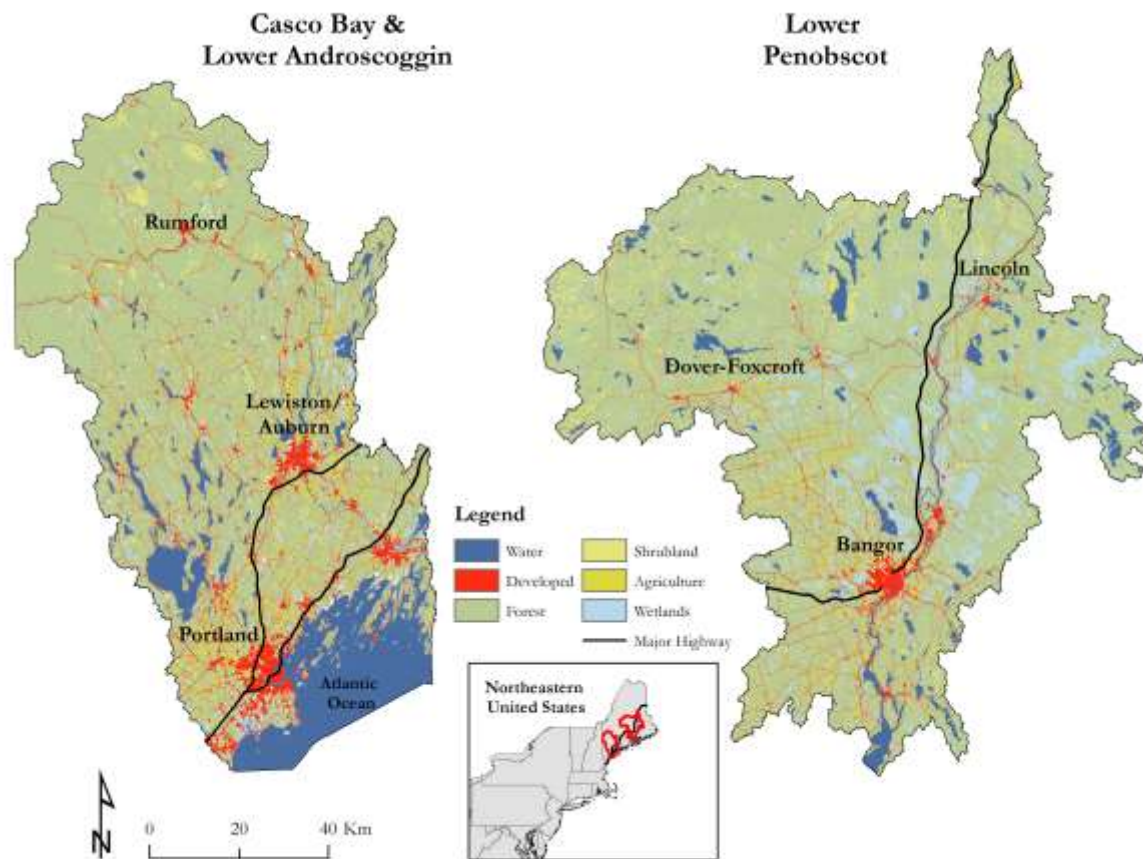 Casco Bay &
Lower Androscoggin
Lower
Penobscot
Rumford
Lincoln
Dover-Foxcroft
Lewiston/
Auburn
Legend
Water
Developed
Forest
Shrubland
Agriculture
Wetlands
Major Highway
Bangor
Portland
Atlantic
Ocean
Northeastern
United States
N
0 20 40 Km